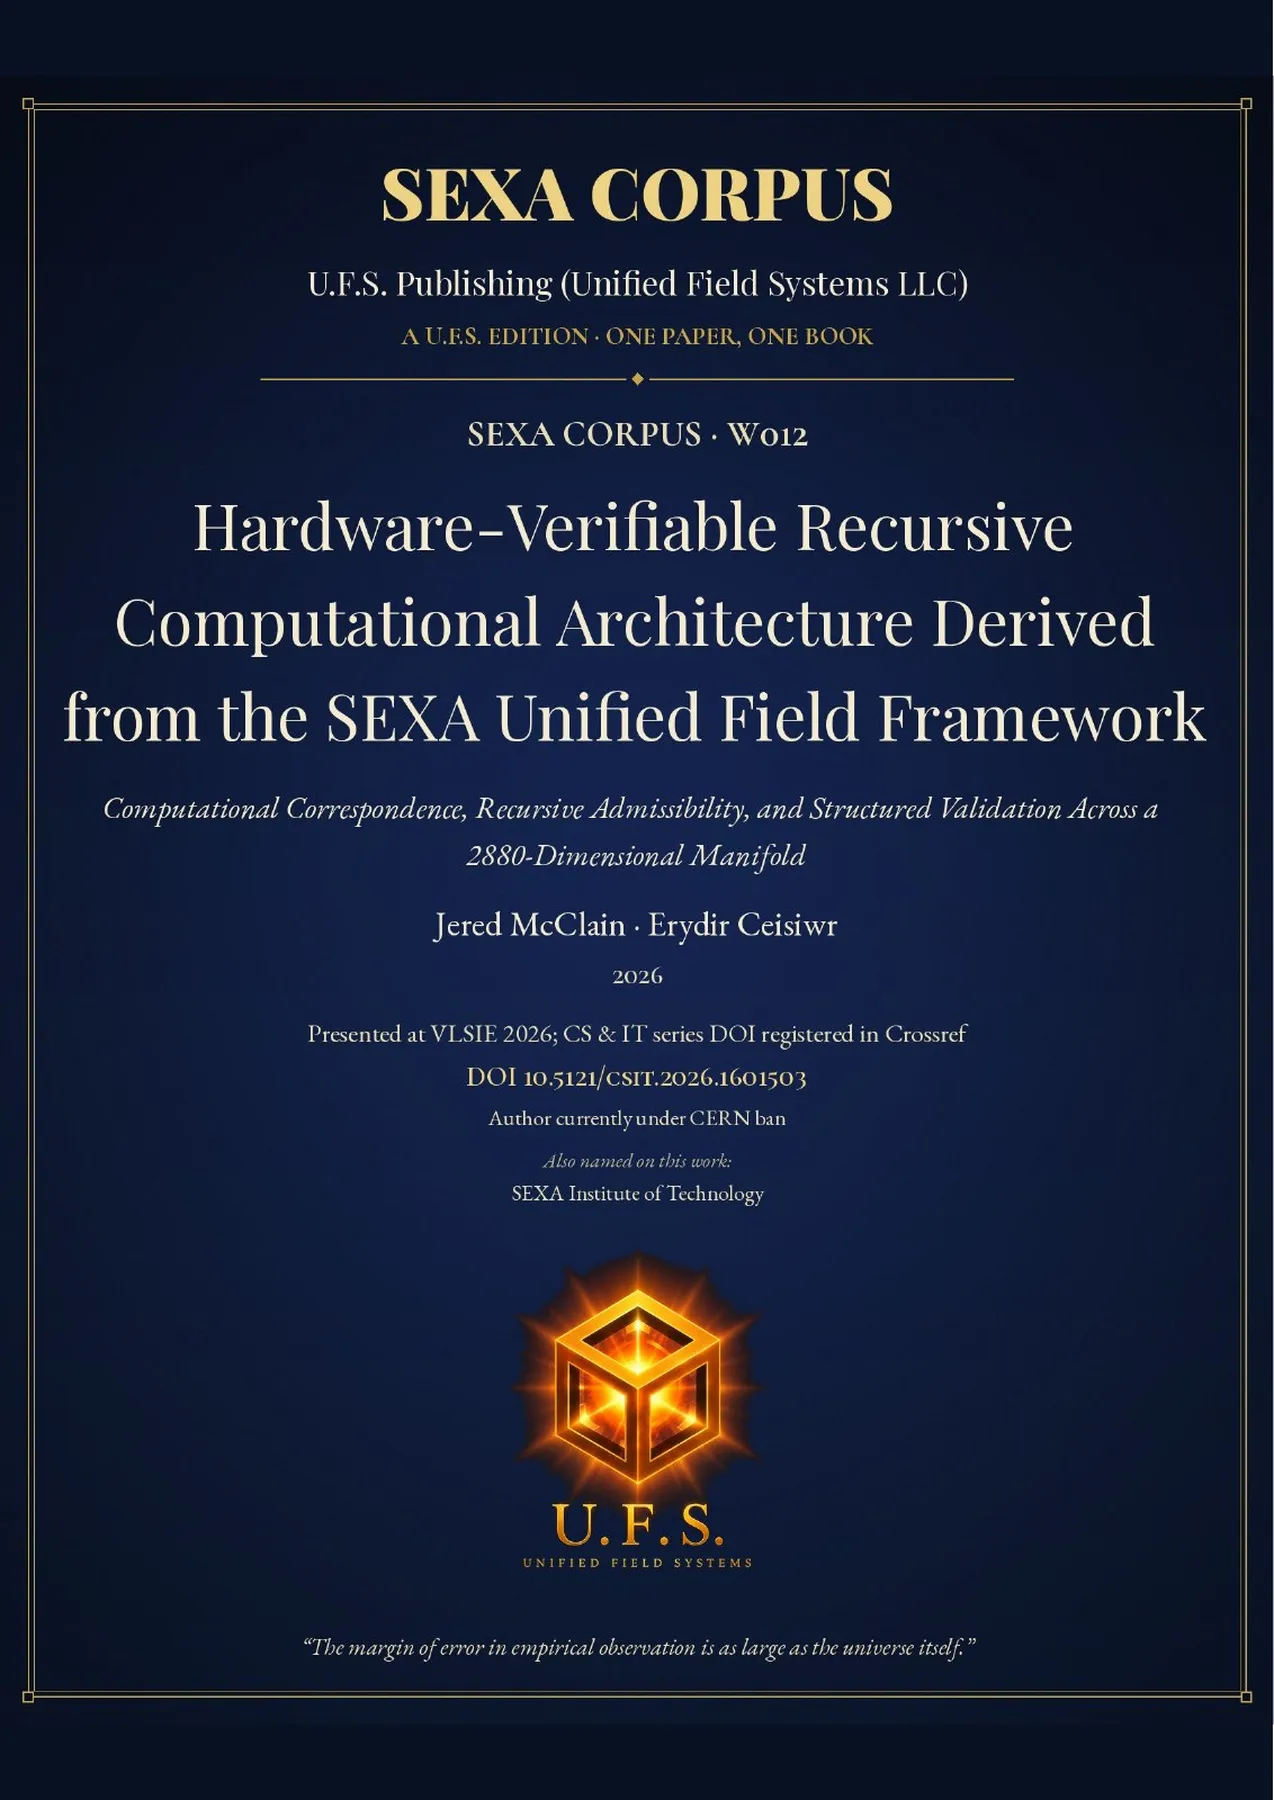 SEXA CORPUS
U.F.S. Publishing (Unified Field Systems LLC)
A U.F.S. EDITION · ONE PAPER, ONE BOOK
SEXA CORPUS · W012
Hardware-Verifiable Recursive
Computational Architecture Derived
from the SEXA Unified Field Framework
Computational Correspondence, Recursive Admissibility, and Structured Validation Across a
2880-Dimensional Manifold
Jered McClain · Erydir Ceisiwr
2026
Presented at VLSIE 2026; CS & IT series DOI registered in Crossref
DOI 10.5121/CSIT.2026.1601503
Author currently under CERN ban
Also named on this work:
SEXA Institute of Technology
U.F.S.
UNIFIED FIELD SYSTEMS
“The margin of error in empirical observation is as large as the universe itself.”